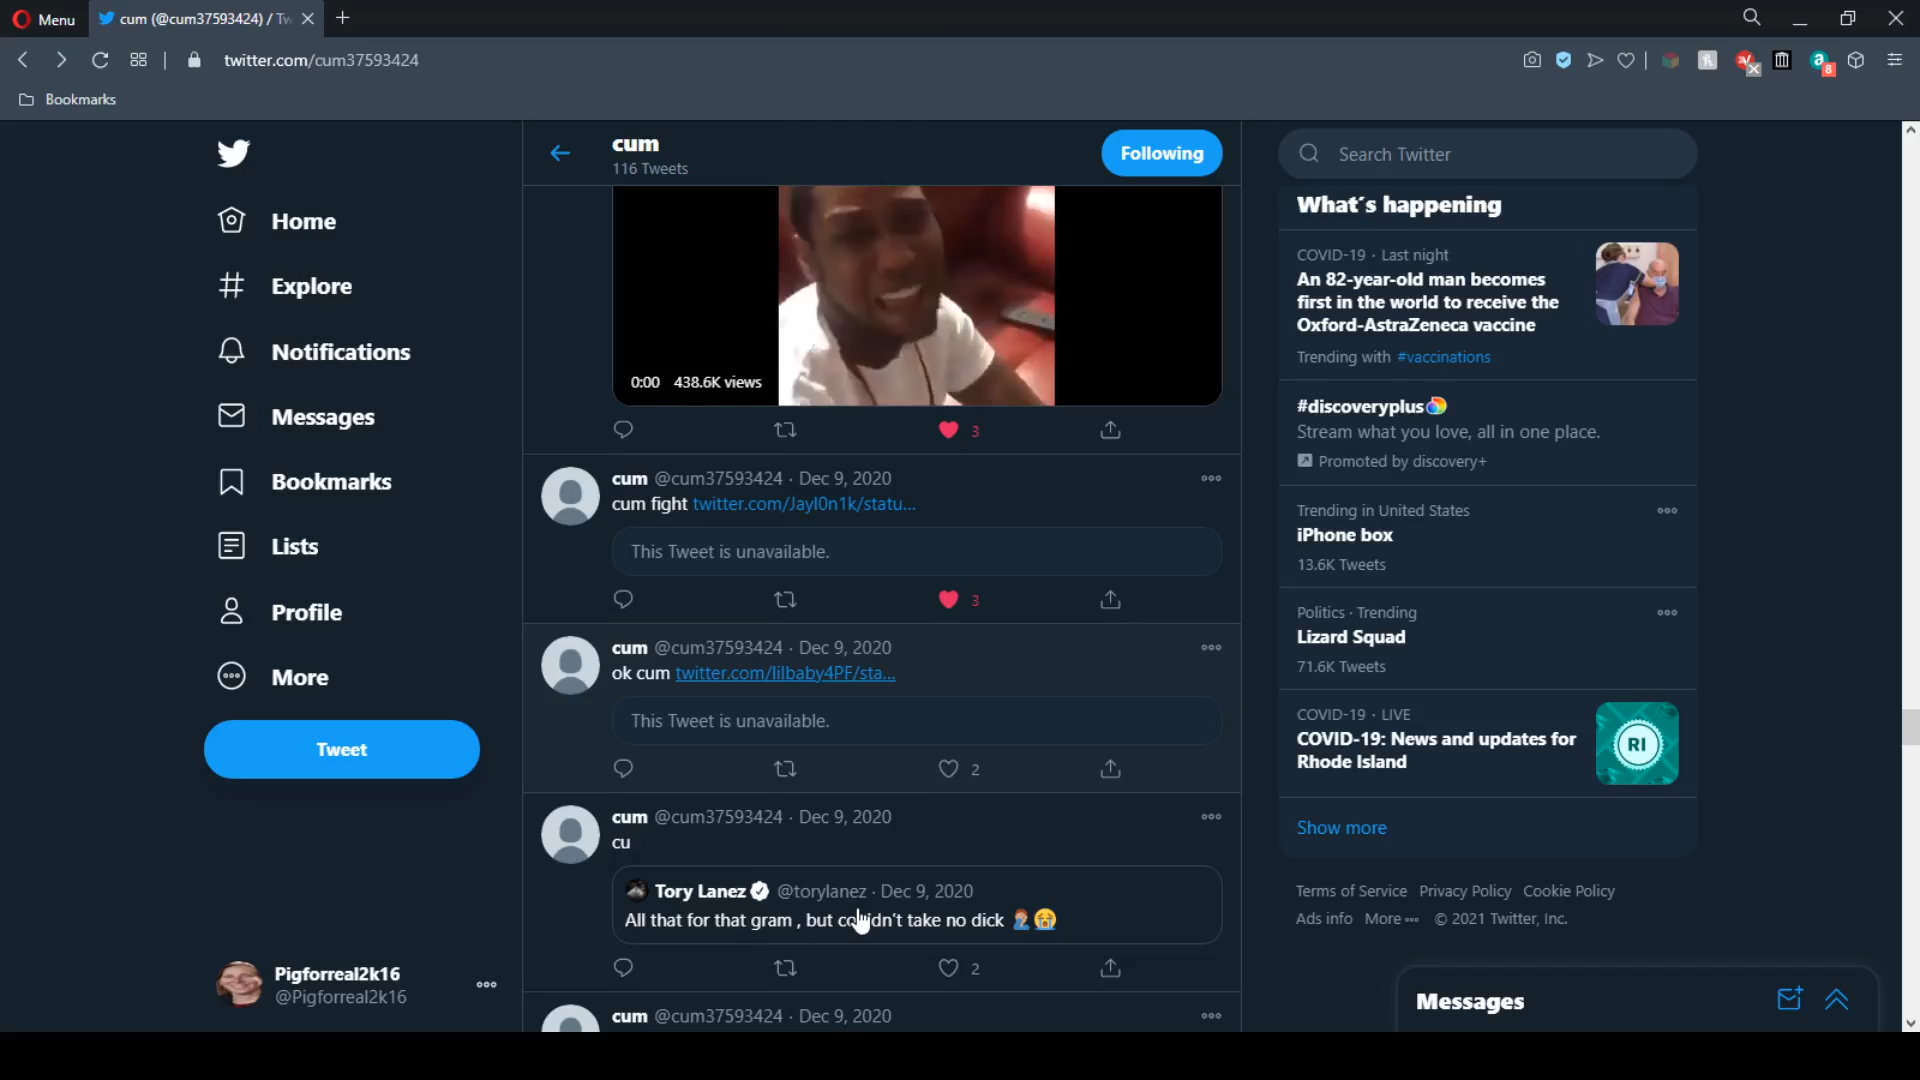 Menu
cum (@cum37593424) / Tw
twitter.com/cum37593424
8
Bookmarks
Home
Explore
Notifications
Messages
Bookmarks
Lists
Profile
More
Tweet
Pigforreal2k16
@Pigforreal2k16
cum
116 Tweets
Following
0:00 438.6K views
3
cum @cum37593424 · Dec 9, 2020
cum fight twitter.com/Jayl0n1k/statu...
This Tweet is unavailable.
3
cum @cum37593424 · Dec 9, 2020
ok cum twitter.com/lilbaby4PF/sta...
This Tweet is unavailable.
2
cum @cum37593424 · Dec 9, 2020
cu
Tory Lanez @torylanez · Dec 9, 2020
All that for that gram , but couldn't take no dick 🤦🏽‍♂️😭
2
cum @cum37593424 · Dec 9, 2020
Search Twitter
What's happening
COVID-19 · Last night
An 82-year-old man becomes
first in the world to receive the
Oxford-AstraZeneca vaccine
Trending with #vaccinations
#discoveryplus
Stream what you love, all in one place.
Promoted by discovery+
Trending in United States
iPhone box
13.6K Tweets
Politics · Trending
Lizard Squad
71.6K Tweets
COVID-19 · LIVE
COVID-19: News and updates for
Rhode Island
RI
Show more
Terms of Service Privacy Policy Cookie Policy
Ads info More ··· © 2021 Twitter, Inc.
Messages